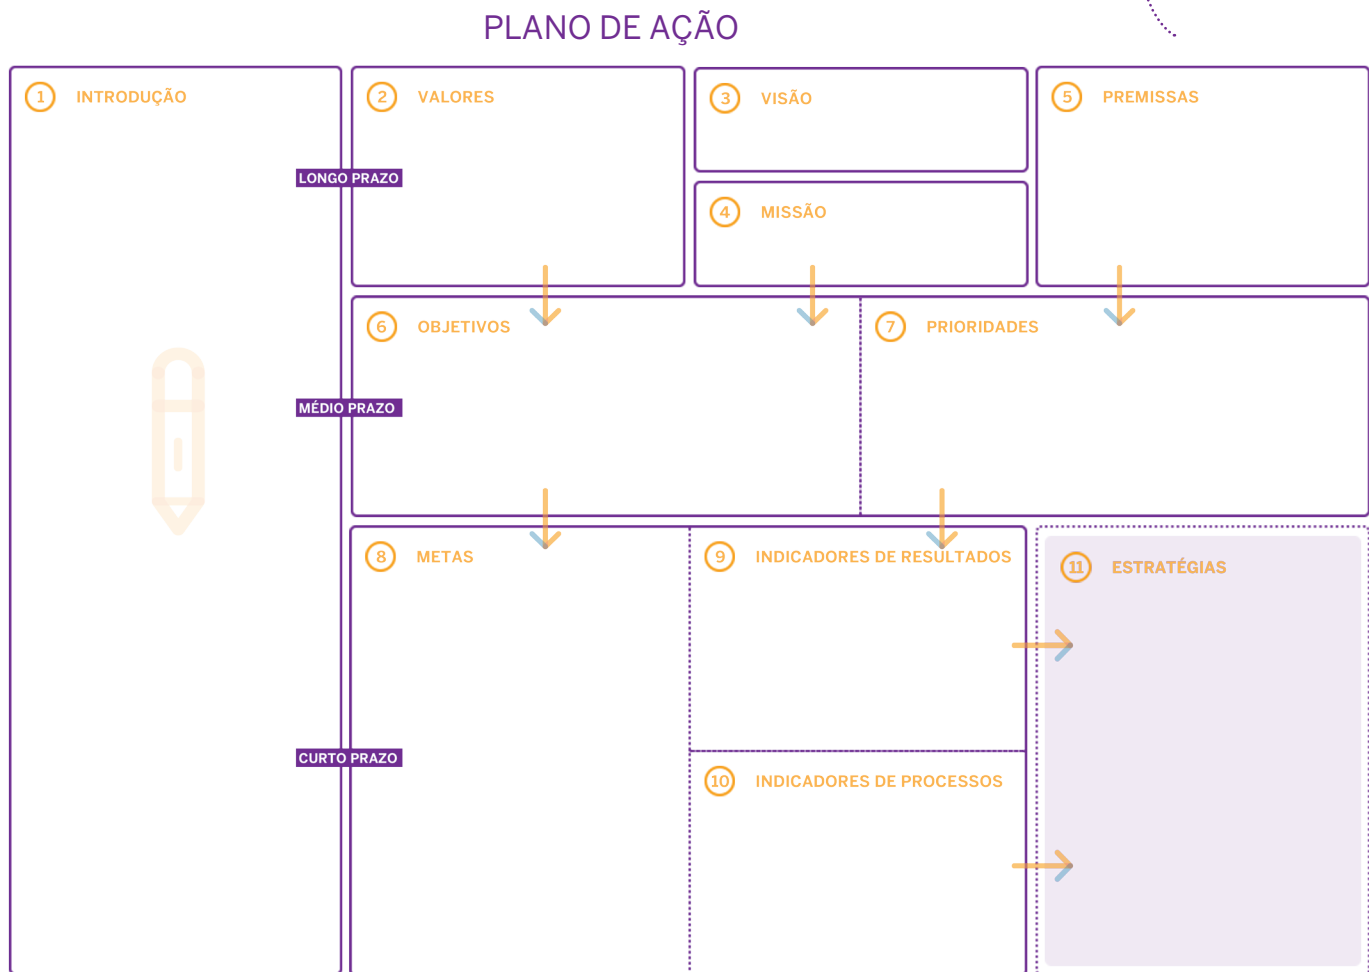 PLANO DE AÇÃO
1 INTRODUÇÃO
2 VALORES
3 VISÃO
5 PREMISSAS
LONGO PRAZO
4 MISSÃO
6 OBJETIVOS
7 PRIORIDADES
MÉDIO PRAZO
8 METAS
9 INDICADORES DE RESULTADOS
11 ESTRATÉGIAS
CURTO PRAZO
10 INDICADORES DE PROCESSOS